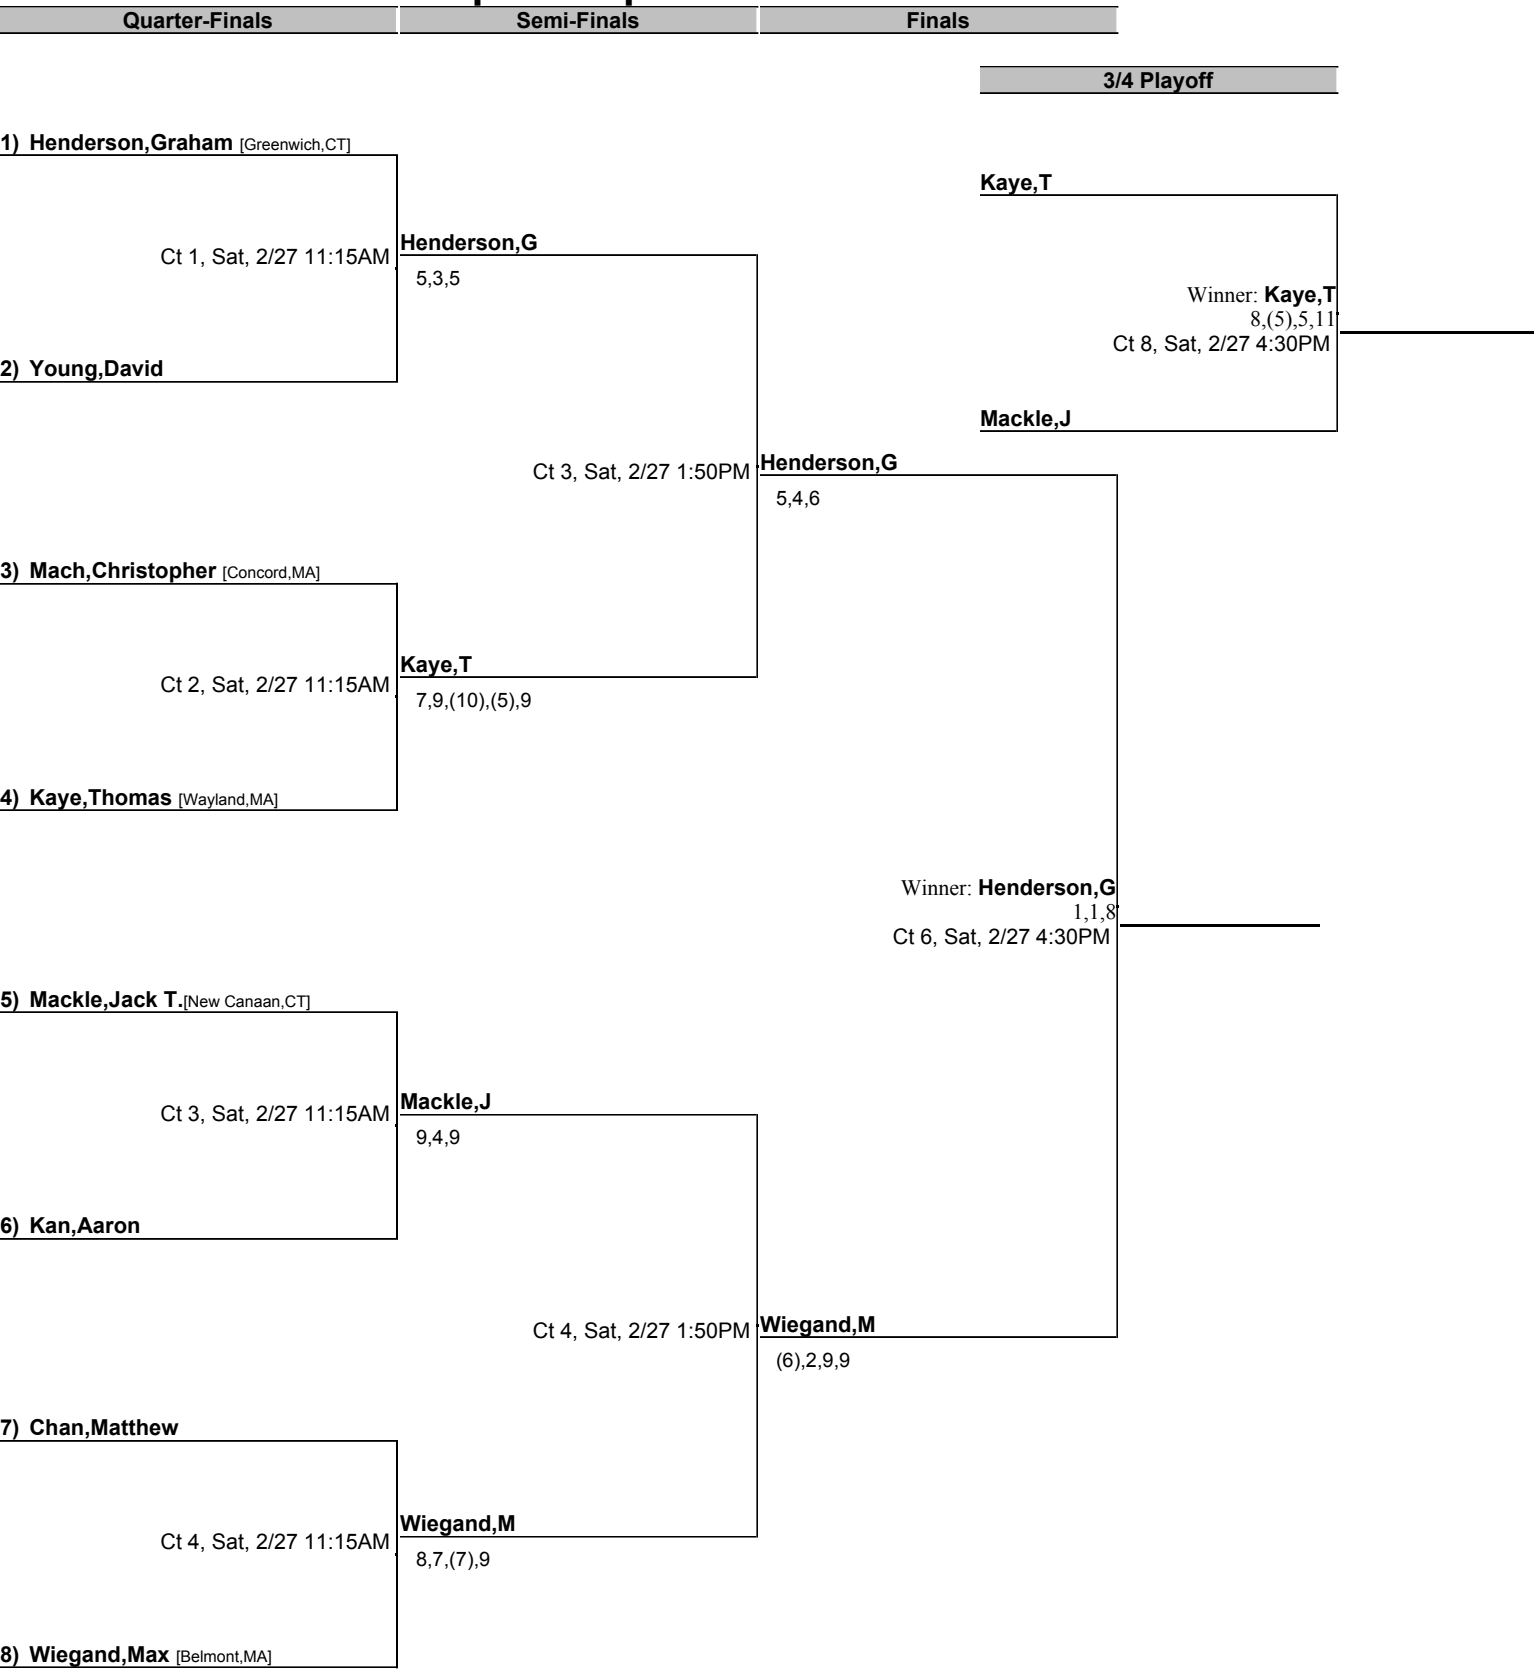 Quarter-Finals Semi-Finals Finals
3/4 Playoff
1) Henderson,Graham [Greenwich,CT]
Kaye,T
Henderson,G
Ct 1, Sat, 2/27 11:15AM
5,3,5
Winner: Kaye,T
8,(5),5,11
Ct 8, Sat, 2/27 4:30PM
2) Young,David
Mackle,J
Henderson,G
Ct 3, Sat, 2/27 1:50PM
5,4,6
3) Mach,Christopher [Concord,MA]
Kaye,T
Ct 2, Sat, 2/27 11:15AM
7,9,(10),(5),9
4) Kaye,Thomas [Wayland,MA]
Winner: Henderson,G
1,1,8
Ct 6, Sat, 2/27 4:30PM
5) Mackle,Jack T.[New Canaan,CT]
Mackle,J
Ct 3, Sat, 2/27 11:15AM
9,4,9
6) Kan,Aaron
Wiegand,M
Ct 4, Sat, 2/27 1:50PM
(6),2,9,9
7) Chan,Matthew
Wiegand,M
Ct 4, Sat, 2/27 11:15AM
8,7,(7),9
8) Wiegand,Max [Belmont,MA]